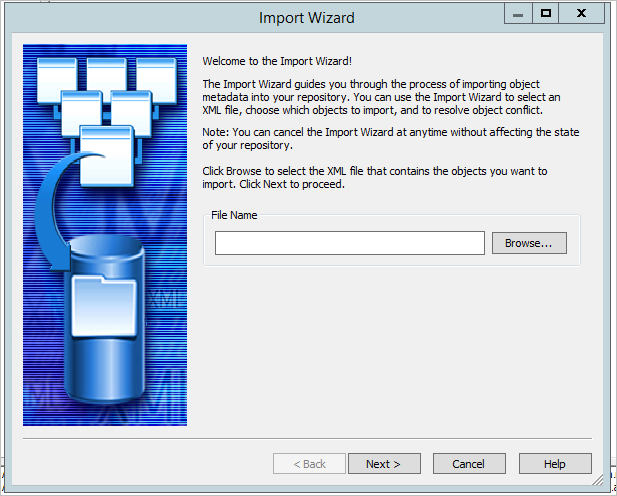 Import Wizard
Welcome to the Import Wizard!
The Import Wizard guides you through the process of importing object
metadata into your repository. You can use the Import Wizard to select an
XML file, choose which objects to import, and to resolve object conflict.
Note: You can cancel the Import Wizard at anytime without affecting the state
of your repository.
Click Browse to select the XML file that contains the objects you want to
import. Click Next to proceed.
File Name
Browse...
XML
< Back
Next >
Cancel
Help